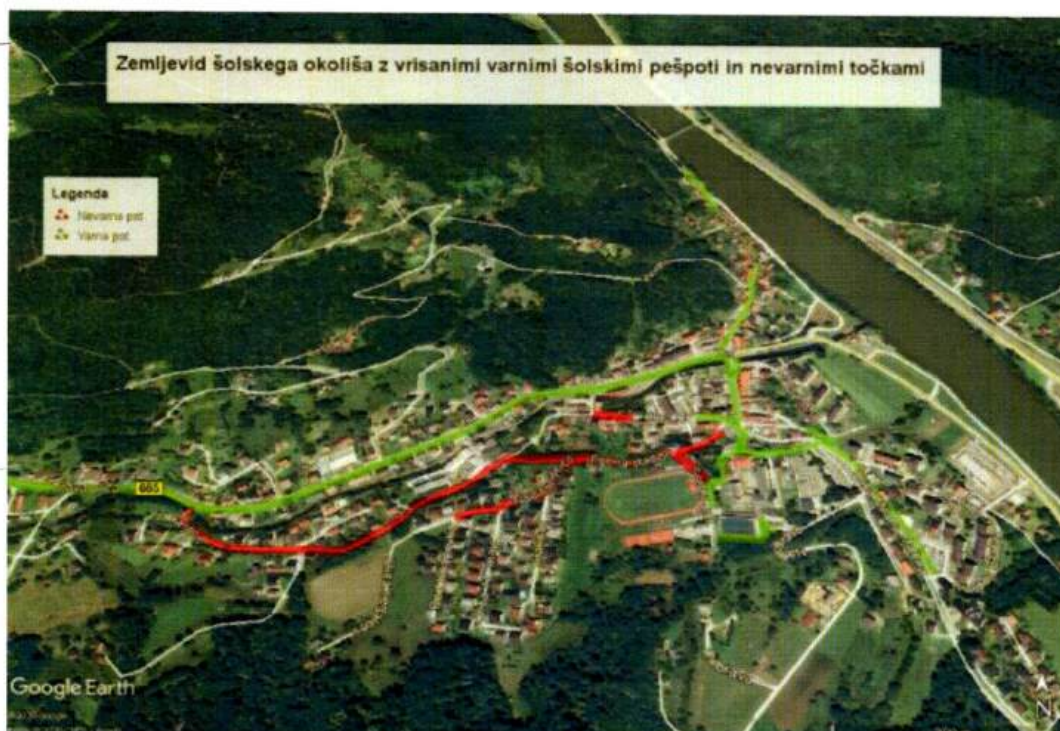 Zemljevid šolskega okoliša z vrisanimi varnimi šolskimi pešpoti in nevarnimi točkami
Legenda
Nevarna pot
Varna pot
665
Google Earth
N